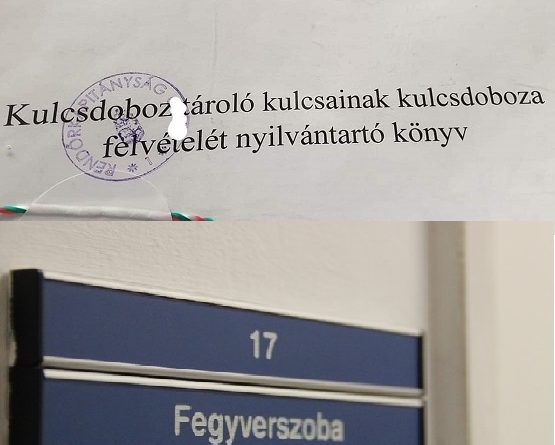 Kulcsdoboz tároló kulcsainak kulcsdoboza
felvételét nyilvántartó könyv
17
Fegyverszoba